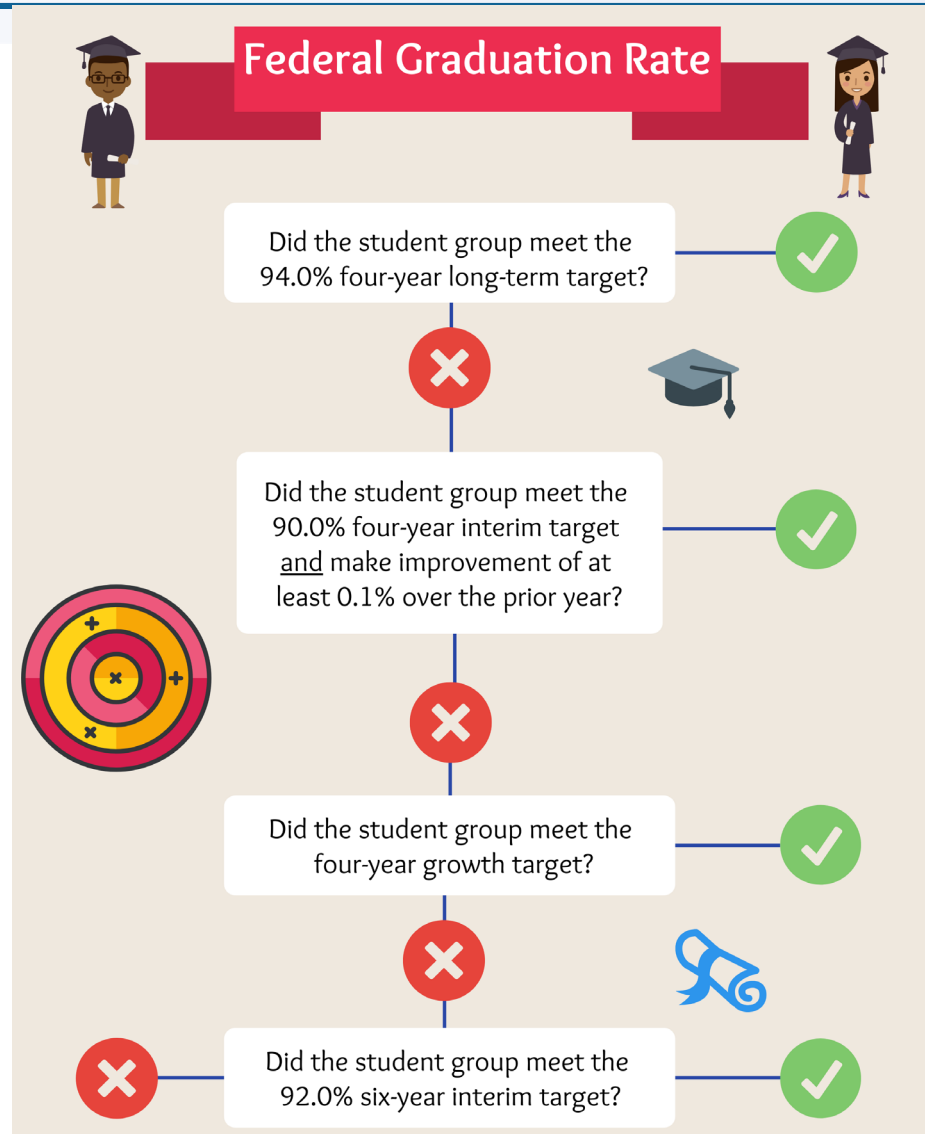 Federal Graduation Rate
Did the student group meet the
94.0% four-year long-term target?
Did the student group meet the
90.0% four-year interim target
and make improvement of at
least 0.1% over the prior year?
Did the student group meet the
four-year growth target?
Did the student group meet the
92.0% six-year interim target?